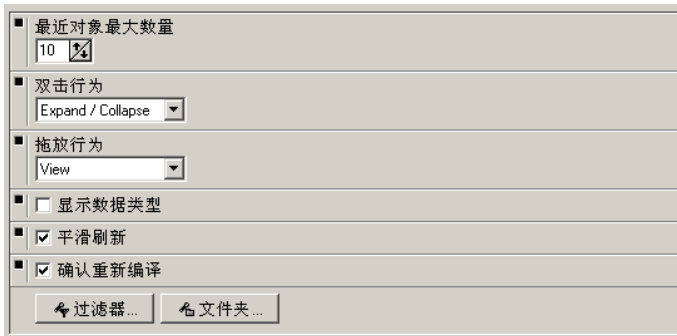 最近对象最大数量
10
双击行为
Expand / Collapse
拖放行为
View
显示数据类型
平滑刷新
确认重新编译
过滤器... 文件夹...